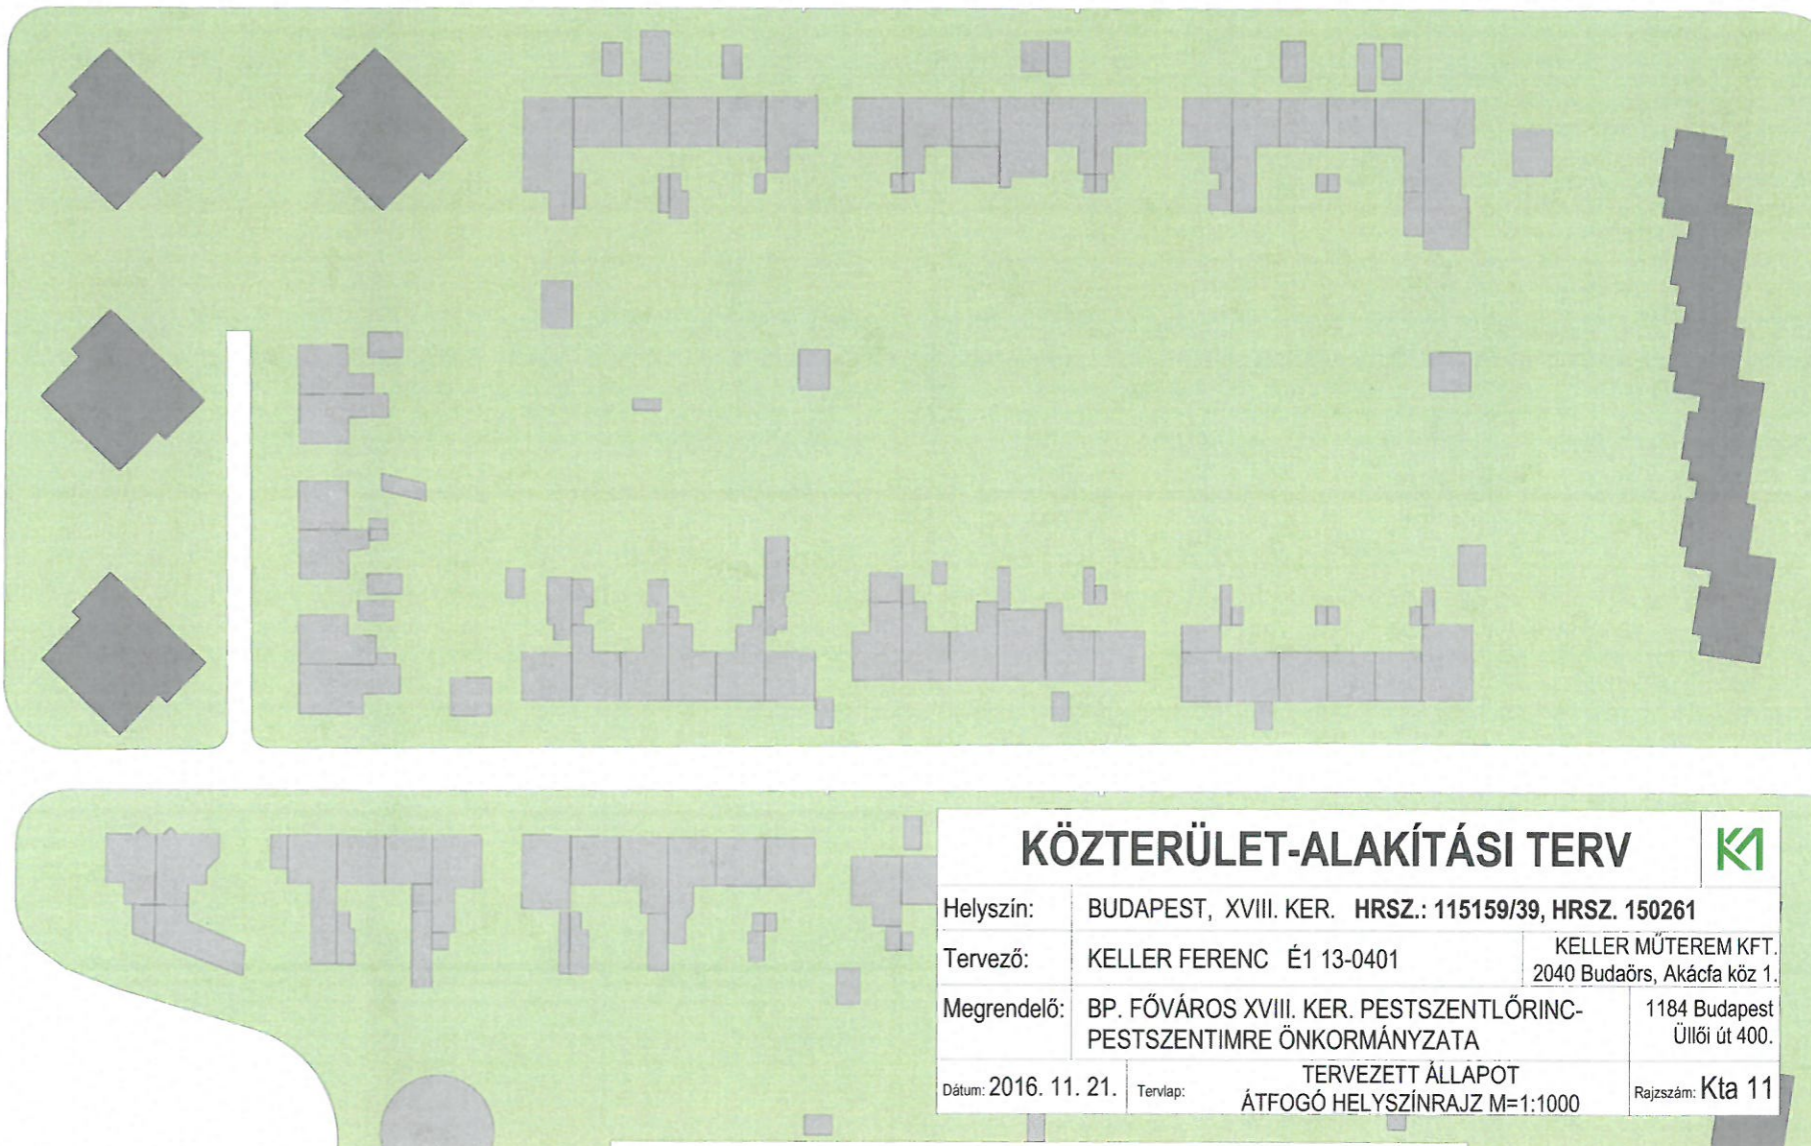 KÖZTERÜLET-ALAKÍTÁSI TERV
Helyszín: BUDAPEST, XVIII. KER. HRSZ.: 115159/39, HRSZ. 150261
Tervező: KELLER FERENC É1 13-0401
KELLER MŰTEREM KFT.
2040 Budaörs, Akácfa köz 1.
Megrendelő: BP. FŐVÁROS XVIII. KER. PESTSZENTLŐRINC-
PESTSZENTIMRE ÖNKORMÁNYZATA
1184 Budapest
Üllői út 400.
Dátum: 2016. 11. 21.
Tervlap: TERVEZETT ÁLLAPOT
ÁTFOGÓ HELYSZÍNRAJZ M=1:1000
Rajzszám: Kta 11